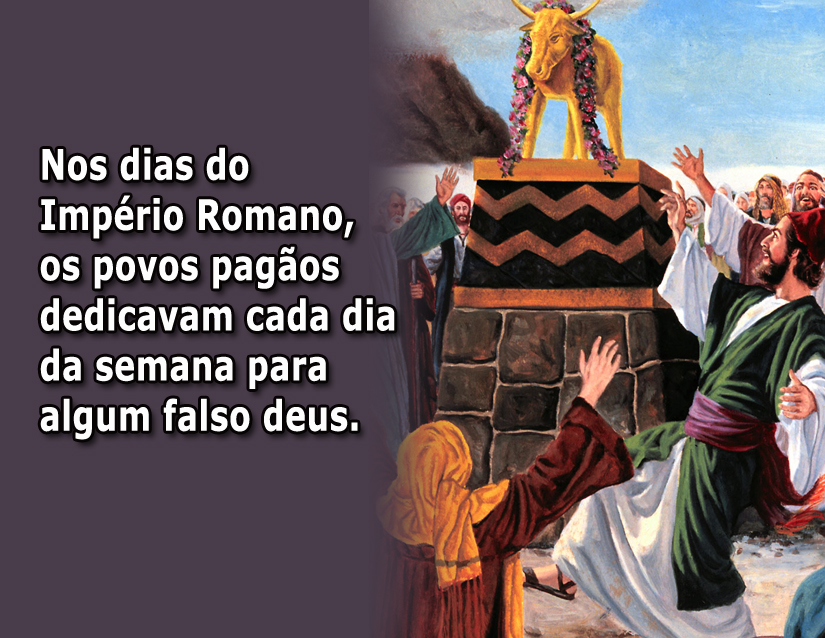 Nos dias do
Império Romano,
os povos pagãos
dedicavam cada dia
da semana para
algum falso deus.